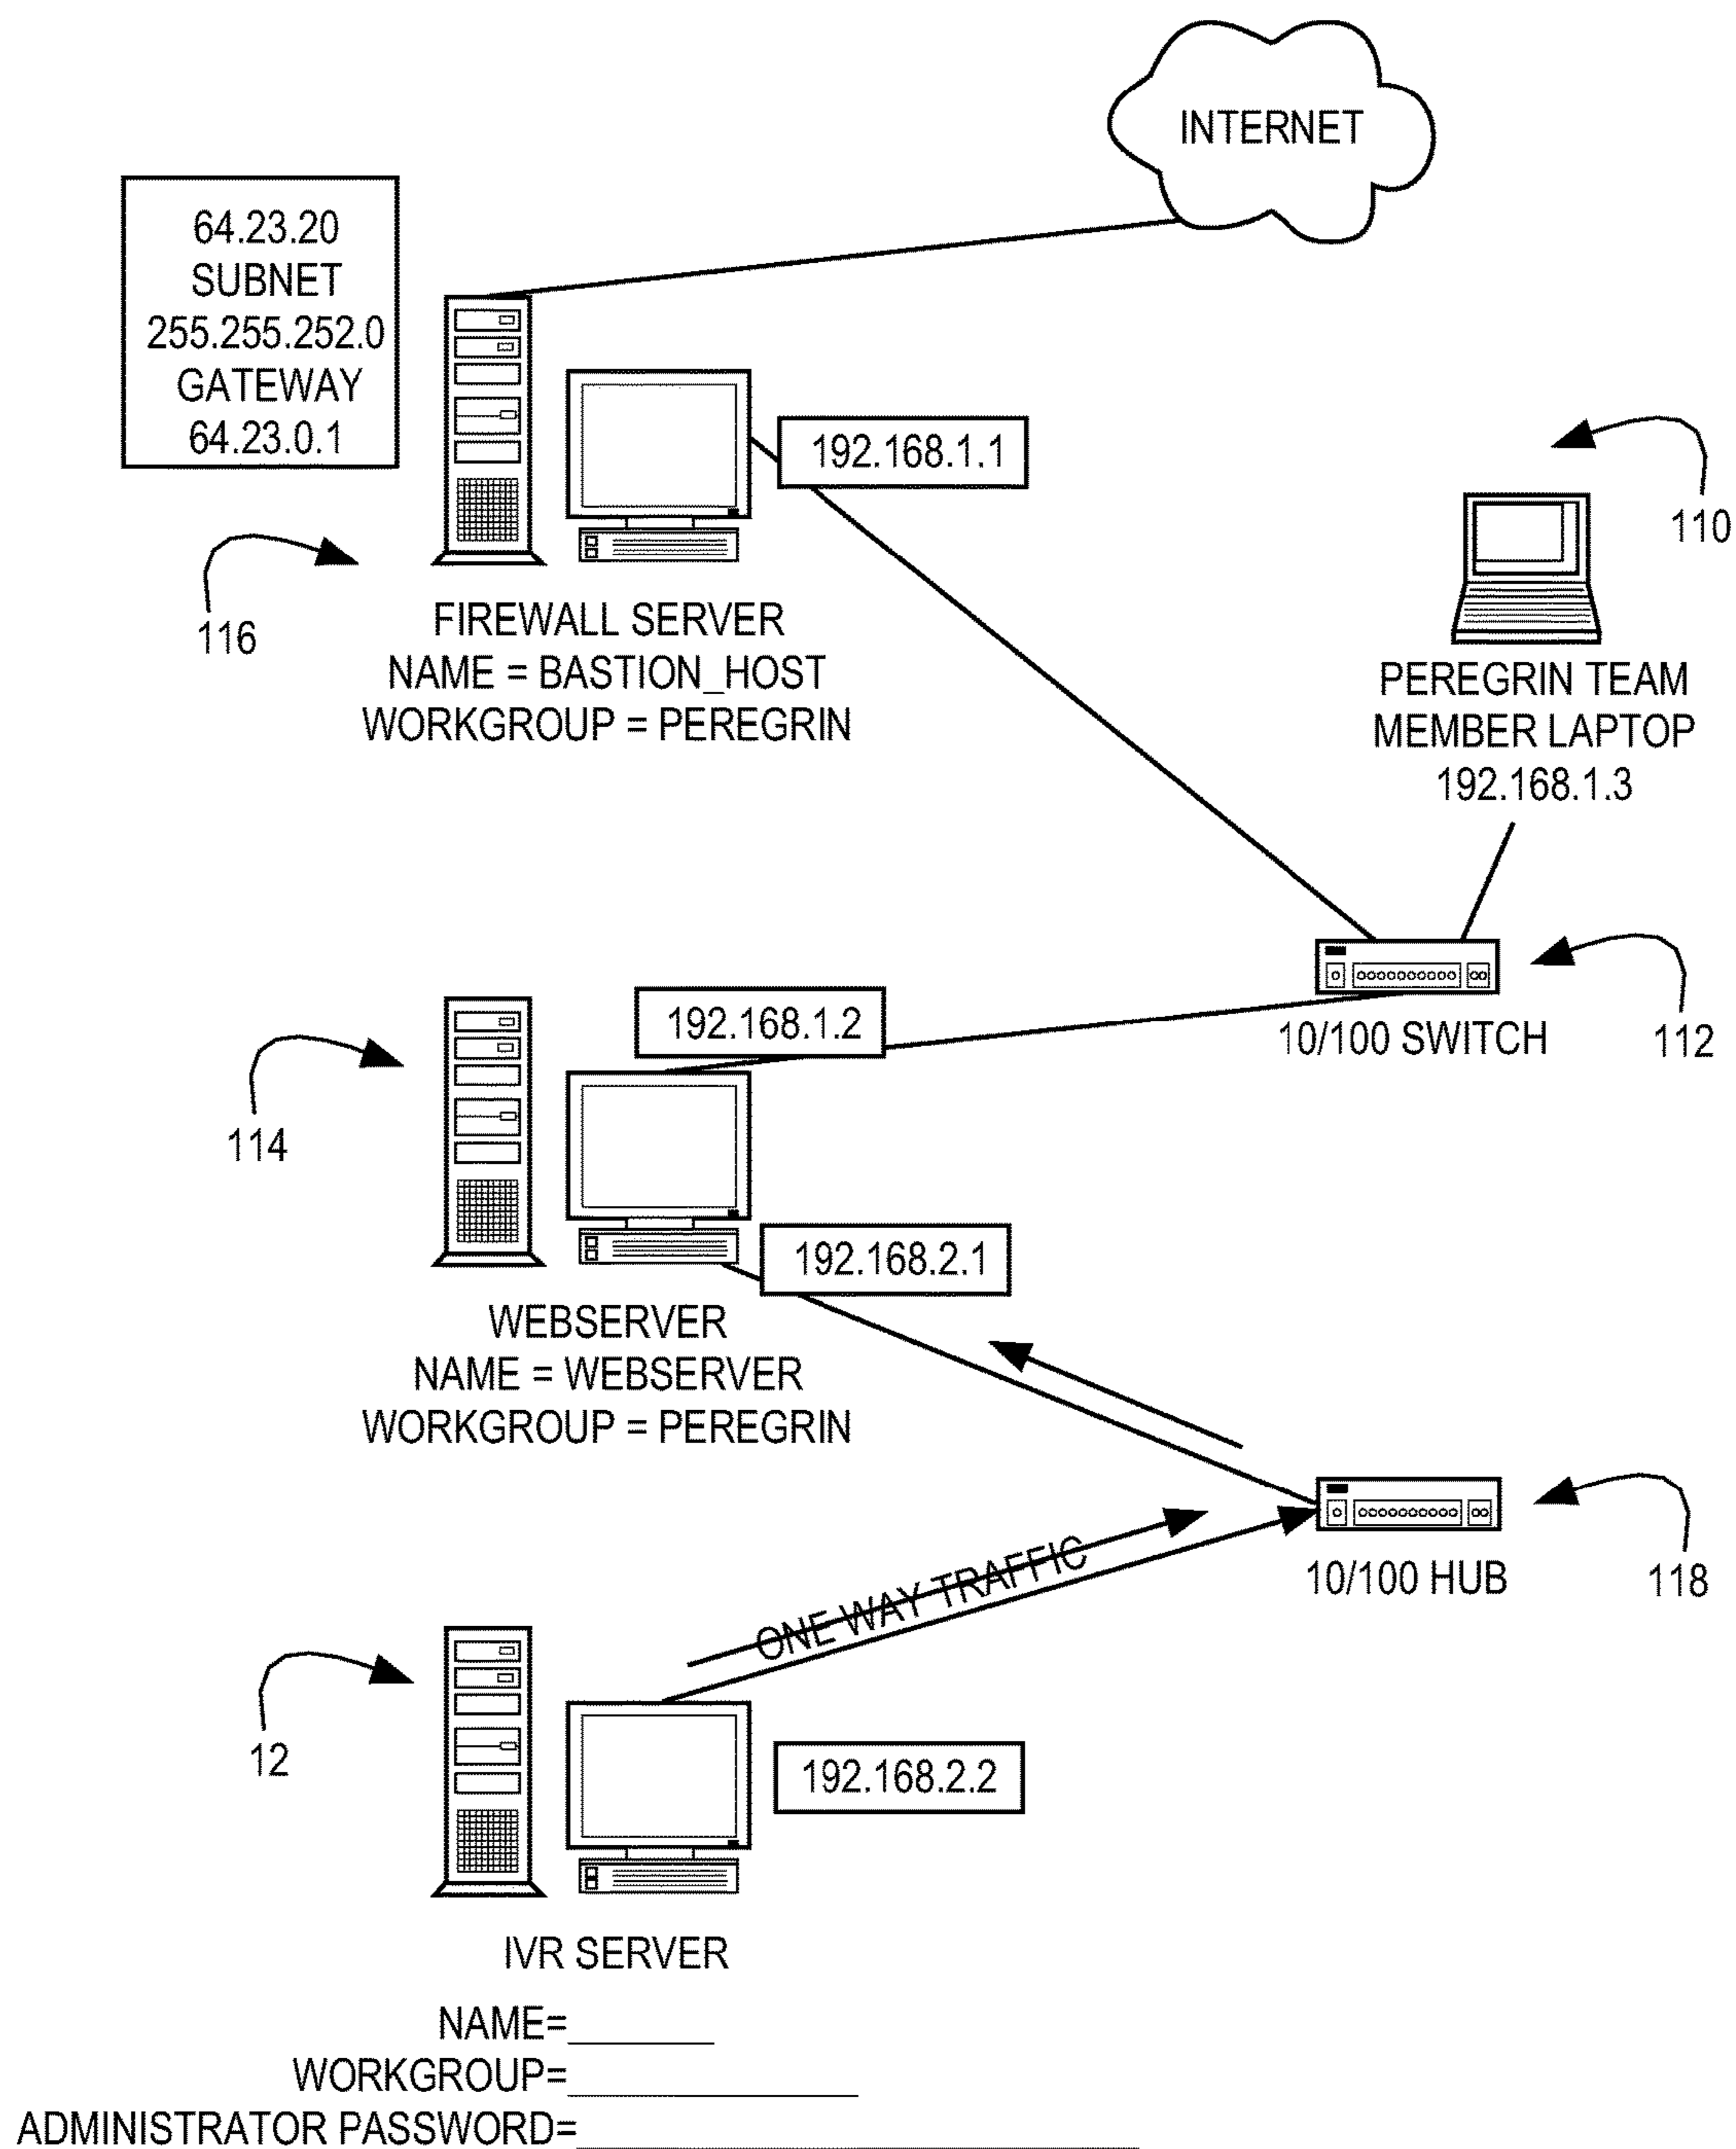 INTERNET
64.23.20
SUBNET
255.255.252.0
GATEWAY
64.23.0.1
192.168.1.1
110
116
FIREWALL SERVER
NAME = BASTION_HOST
WORKGROUP = PEREGRIN
PEREGRIN TEAM
MEMBER LAPTOP
192.168.1.3
192.168.1.2
10/100 SWITCH
112
114
192.168.2.1
WEBSERVER
NAME = WEBSERVER
WORKGROUP = PEREGRIN
ONE WAY TRAFFIC
10/100 HUB
118
12
192.168.2.2
IVR SERVER
NAME=________
WORKGROUP=________________
ADMINISTRATOR PASSWORD=_______________________________